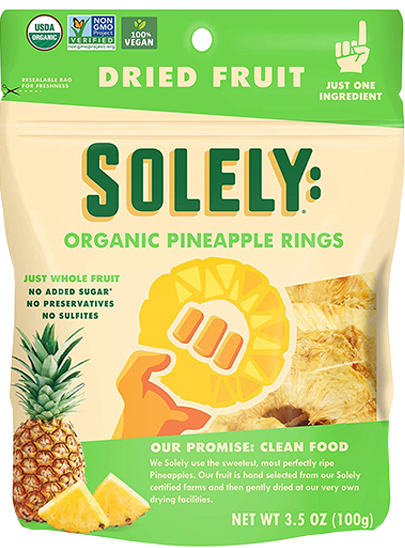 USDA
ORGANIC
NON
GMO
Project
VERIFIED
nongmoproject.org
100%
VEGAN
RESEALABLE BAG
FOR FRESHNESS
DRIED FRUIT
JUST ONE
INGREDIENT
SOLELY:
ORGANIC PINEAPPLE RINGS
JUST WHOLE FRUIT
NO ADDED SUGAR*
NO PRESERVATIVES
NO SULFITES
OUR PROMISE: CLEAN FOOD
We Solely use the sweetest, most perfectly ripe
Pineapples. Our fruit is hand selected from our Solely
certified farms and then gently dried at our very own
drying facilities.
NET WT 3.5 OZ (100g)